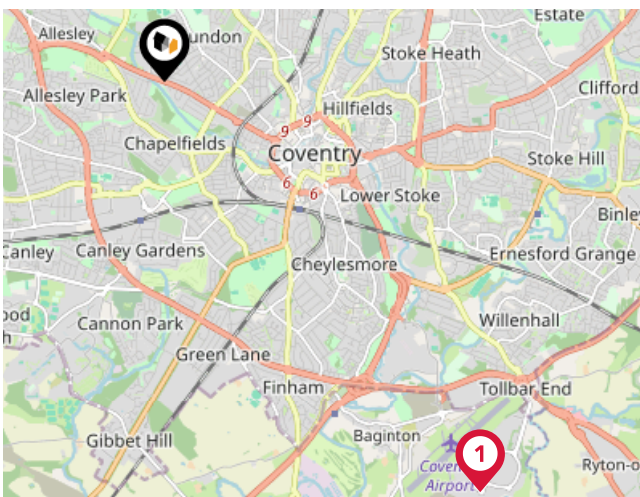 Estate
Allesley
undon
Stoke Heath
Allesley Park
Clifford
Hillfields
9
9
Chapelfields
Coventry
Stoke Hill
6
6
Lower Stoke
Binle
Canley
Canley Gardens
Cheylesmore
Ernesford Grange
ood
h
Cannon Park
Willenhall
Green Lane
Finham
Tollbar End
Gibbet Hill
Baginton
1
Coven
Airport
Ryton-o